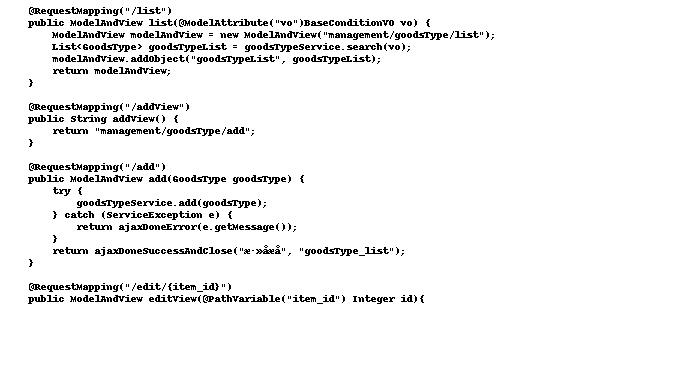 @RequestMapping("/list")
public ModelAndView list(@ModelAttribute("vo")BaseConditionVO vo) {
ModelAndView modelAndView = new ModelAndView("management/goodsType/list");
List<GoodsType> goodsTypeList = goodsTypeService.search(vo);
modelAndView.addObject("goodsTypeList", goodsTypeList);
return modelAndView;
}
@RequestMapping("/addView")
public String addView() {
return "management/goodsType/add";
}
@RequestMapping("/add")
public ModelAndView add(GoodsType goodsType) {
try {
goodsTypeService.add(goodsType);
} catch (ServiceException e) {
return ajaxDoneError(e.getMessage());
}
return ajaxDoneSuccessAndClose("æ·»åæå", "goodsType_list");
}
@RequestMapping("/edit/{item_id}")
public ModelAndView editView(@PathVariable("item_id") Integer id){